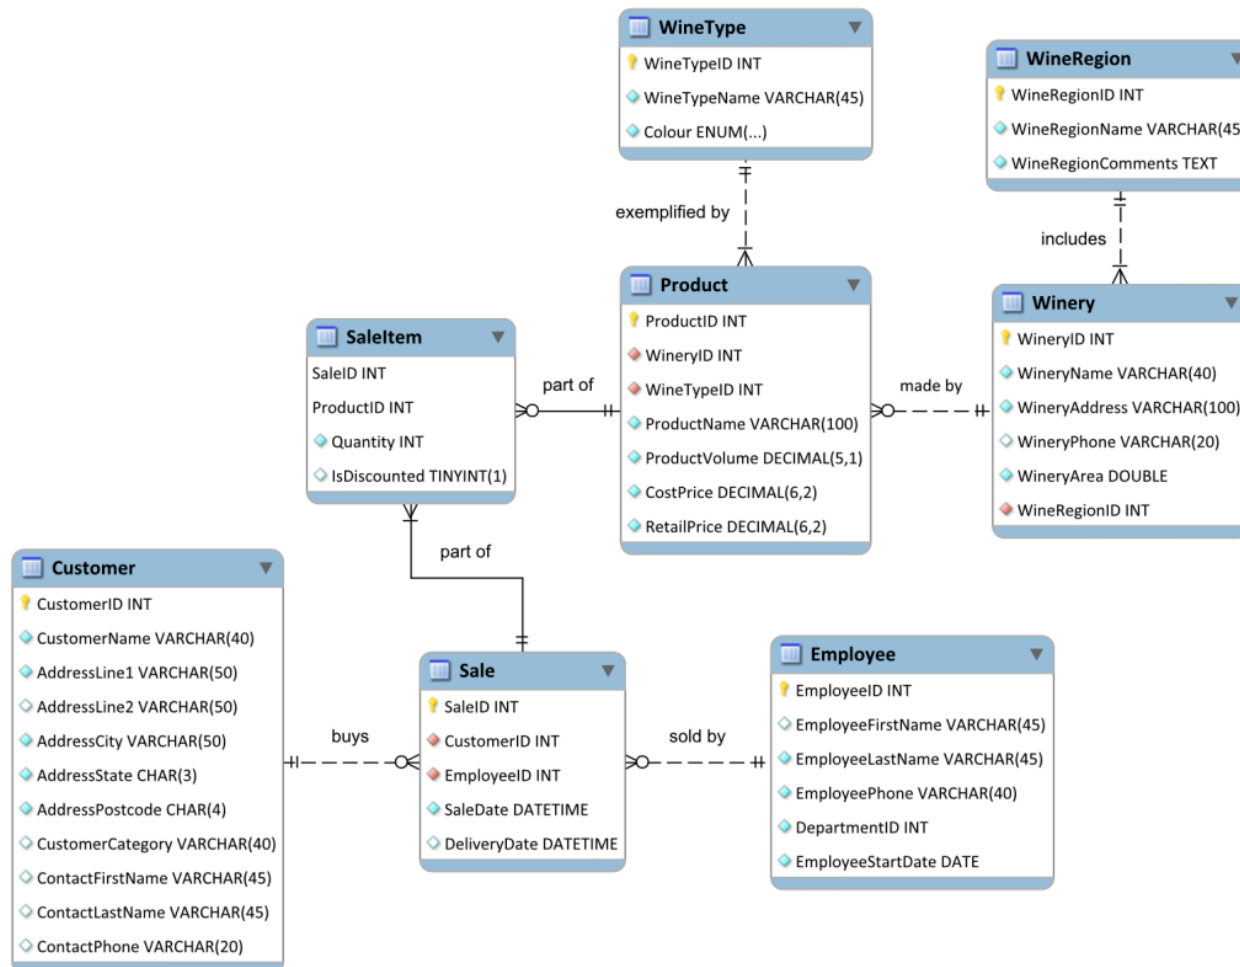 WineType
WineTypeID INT
WineTypeName VARCHAR(45)
Colour ENUM(...)
WineRegion
WineRegionID INT
WineRegionName VARCHAR(45
WineRegionComments TEXT
exemplified by
includes
Product
ProductID INT
WineryID INT
WineTypeID INT
ProductName VARCHAR(100)
ProductVolume DECIMAL(5,1)
CostPrice DECIMAL(6,2)
RetailPrice DECIMAL(6,2)
Winery
WineryID INT
WineryName VARCHAR(40)
WineryAddress VARCHAR(100)
WineryPhone VARCHAR(20)
WineryArea DOUBLE
WineRegionID INT
made by
SaleItem
SaleID INT
ProductID INT
Quantity INT
IsDiscounted TINYINT(1)
part of
part of
Customer
CustomerID INT
CustomerName VARCHAR(40)
AddressLine1 VARCHAR(50)
AddressLine2 VARCHAR(50)
AddressCity VARCHAR(50)
AddressState CHAR(3)
AddressPostcode CHAR(4)
CustomerCategory VARCHAR(40)
ContactFirstName VARCHAR(45)
ContactLastName VARCHAR(45)
ContactPhone VARCHAR(20)
buys
Sale
SaleID INT
CustomerID INT
EmployeeID INT
SaleDate DATETIME
DeliveryDate DATETIME
sold by
Employee
EmployeeID INT
EmployeeFirstName VARCHAR(45)
EmployeeLastName VARCHAR(45)
EmployeePhone VARCHAR(40)
DepartmentID INT
EmployeeStartDate DATE